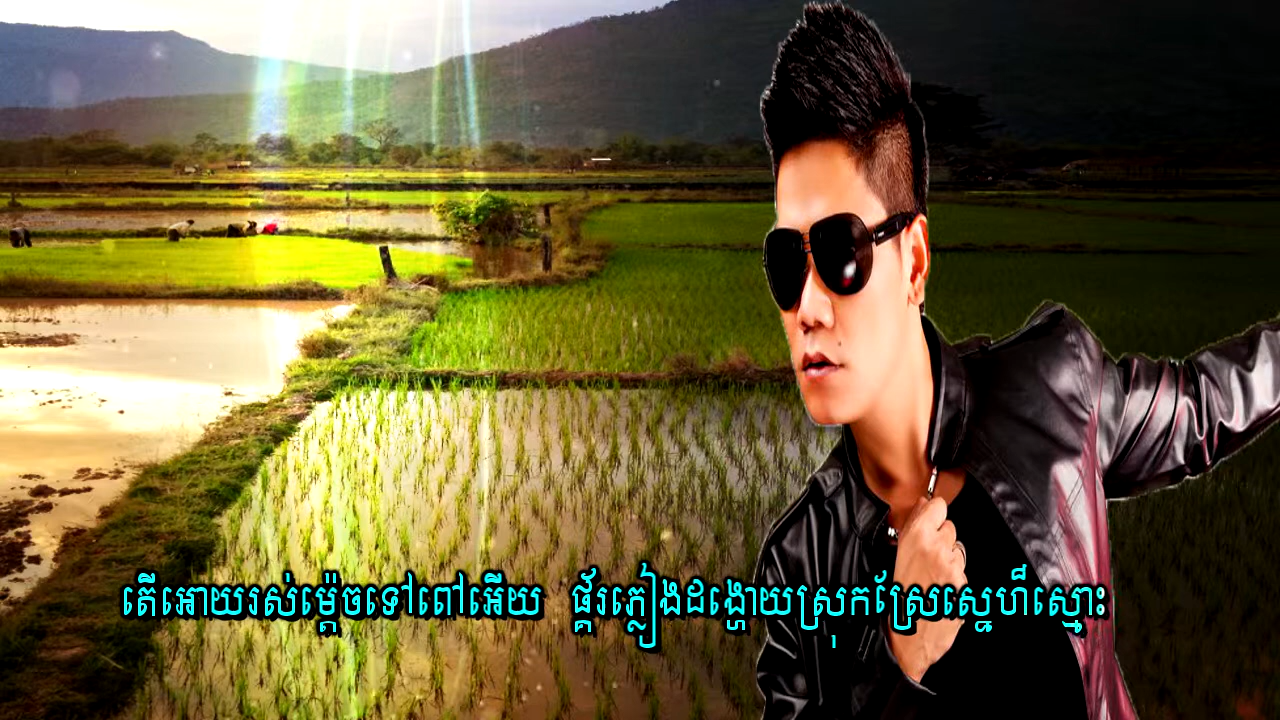 តើអោយរស់ម្ដ៉េចទៅពៅអើយ ផ្គ័រភ្លៀងដង្ហោយស្រុកស្រែស្នេហ៍ស្មោះ